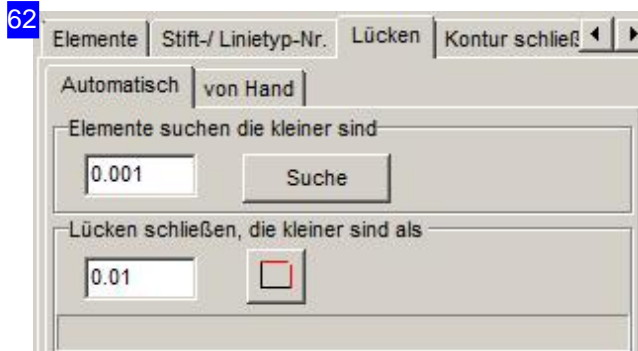 62
Elemente Stift-/ Linietyp-Nr. Lücken Kontur schließ
Automatisch von Hand
Elemente suchen die kleiner sind
0.001 Suche
Lücken schließen, die kleiner sind als
0.01